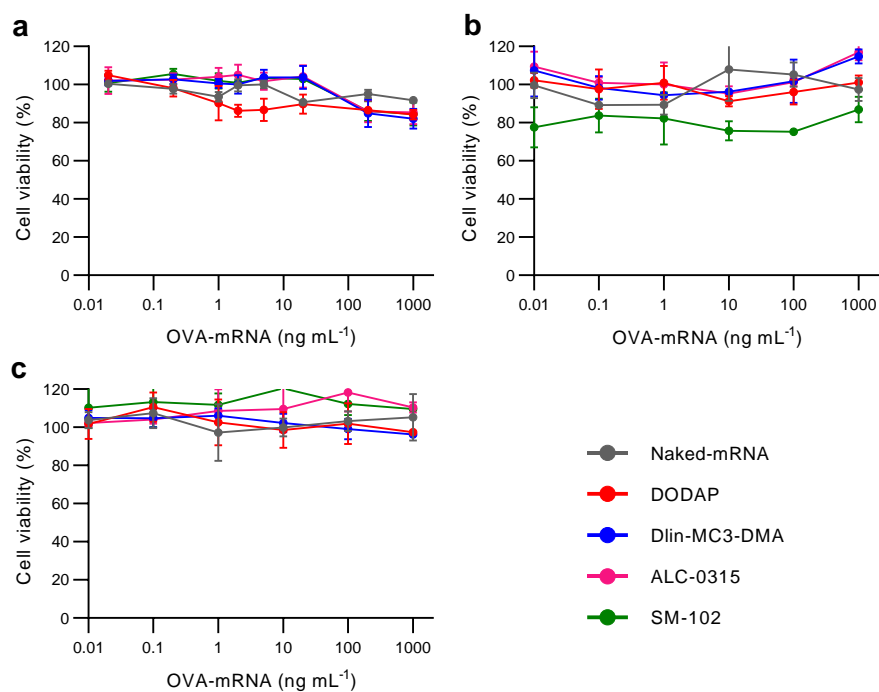 a
120
100
80
60
40
20
0
Cell viability (%)
0.01 0.1 1 10 100 1000
OVA-mRNA (ng mL⁻¹)
b
120
100
80
60
40
20
0
Cell viability (%)
0.01 0.1 1 10 100 1000
OVA-mRNA (ng mL⁻¹)
c
120
100
80
60
40
20
0
Cell viability (%)
0.01 0.1 1 10 100 1000
OVA-mRNA (ng mL⁻¹)
Naked-mRNA
DODAP
Dlin-MC3-DMA
ALC-0315
SM-102